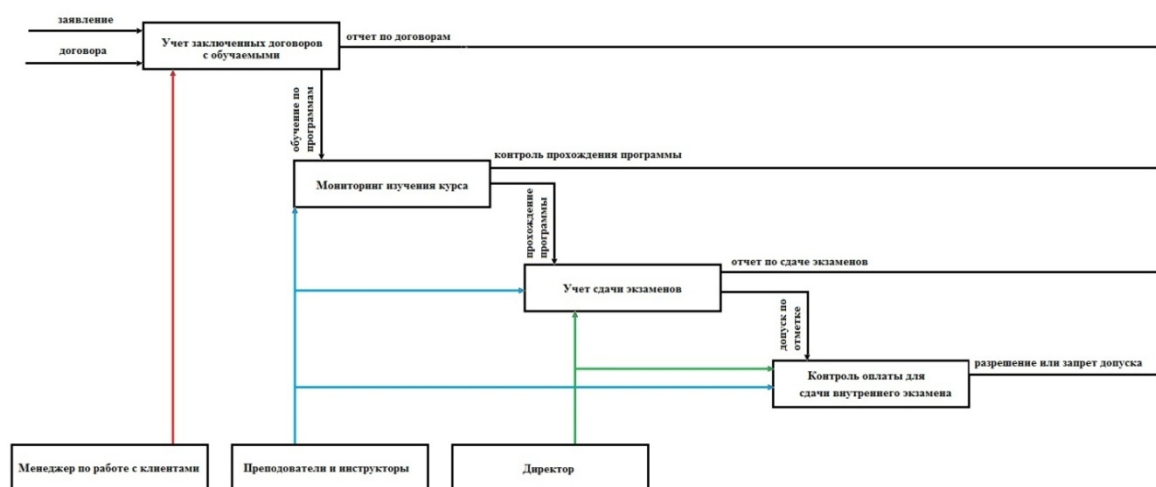 заявление
договора
Учет заключенных договоров
с обучаемыми
отчет по договорам
обучение по
программам
контроль прохождения программы
Мониторинг изучения курса
прохождение
программы
отчет по сдаче экзаменов
Учет сдачи экзаменов
допуск по
отметке
разрешение или запрет допуска
Контроль оплаты для
сдачи внутреннего экзамена
Менеджер по работе с клиентами
Преподователи и инструкторы
Директор